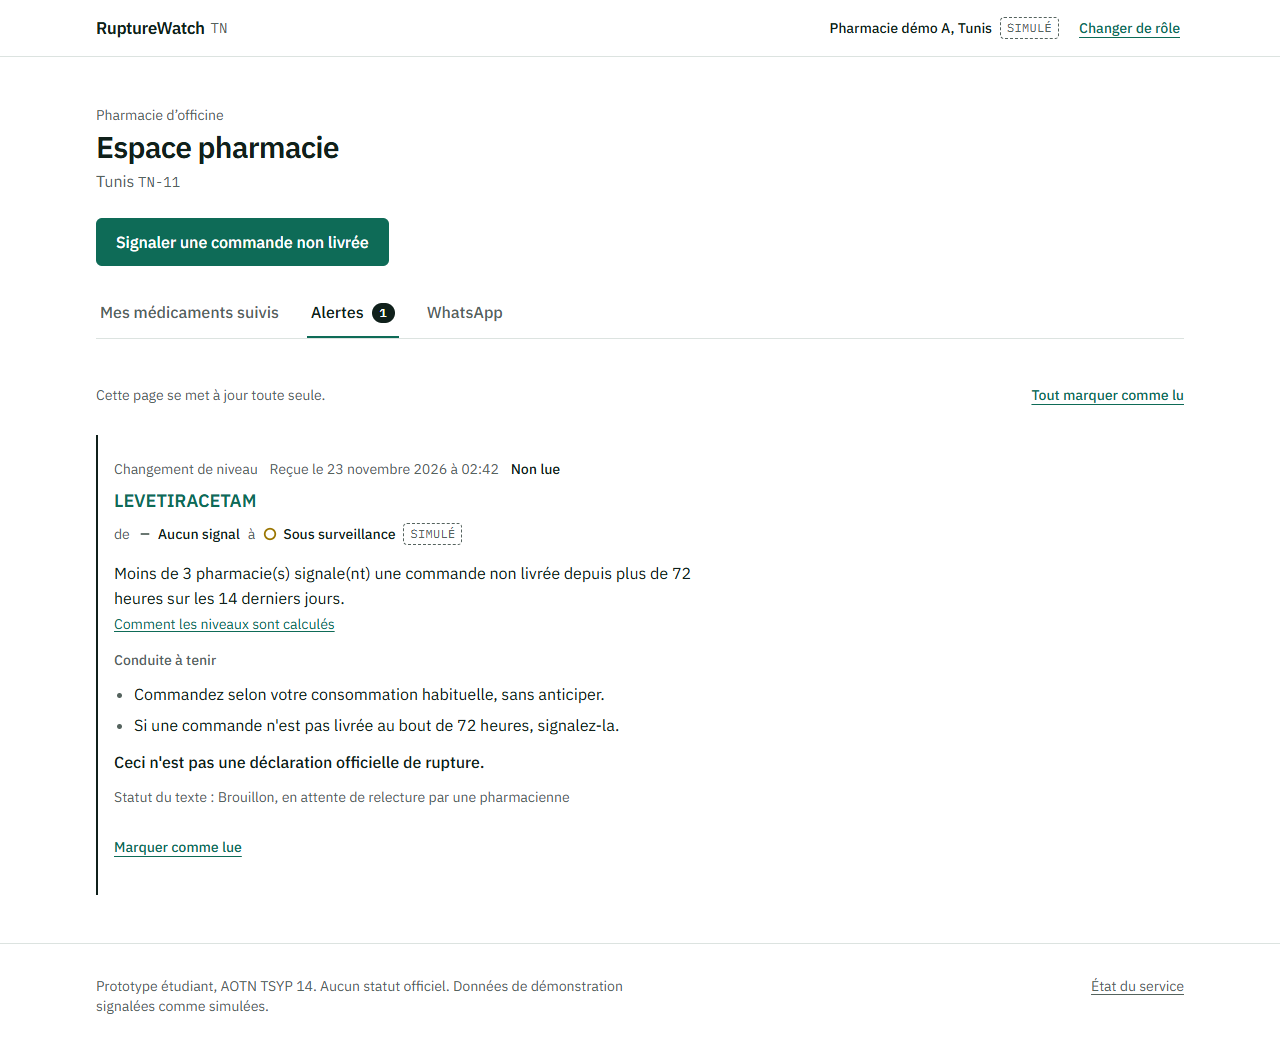 RuptureWatch TN
Pharmacie démo A, Tunis SIMULÉ Changer de rôle
Pharmacie d’officine
Espace pharmacie
Tunis TN-11
Signaler une commande non livrée
Mes médicaments suivis Alertes 1 WhatsApp
Cette page se met à jour toute seule.
Tout marquer comme lu
Changement de niveau Reçue le 23 novembre 2026 à 02:42 Non lue
LEVETIRACETAM
de – Aucun signal à Sous surveillance SIMULÉ
Moins de 3 pharmacie(s) signale(nt) une commande non livrée depuis plus de 72
heures sur les 14 derniers jours.
Comment les niveaux sont calculés
Conduite à tenir
• Commandez selon votre consommation habituelle, sans anticiper.
• Si une commande n'est pas livrée au bout de 72 heures, signalez-la.
Ceci n'est pas une déclaration officielle de rupture.
Statut du texte : Brouillon, en attente de relecture par une pharmacienne
Marquer comme lue
Prototype étudiant, AOTN TSYP 14. Aucun statut officiel. Données de démonstration
signalées comme simulées.
État du service